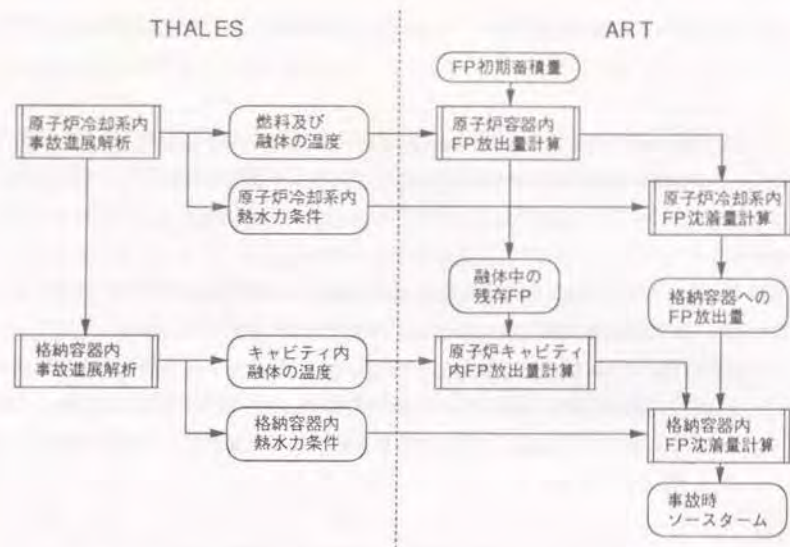 THALES
ART
FP初期蓄積量
原子炉冷却系内
事故進展解析
燃料及び
融体の温度
原子炉容器内
FP放出量計算
原子炉冷却系内
熱水力条件
原子炉冷却系内
FP沈着量計算
融体中の
残存FP
格納容器への
FP放出量
格納容器内
事故進展解析
キャビティ内
融体の温度
原子炉キャビティ
内FP放出量計算
格納容器内
熱水力条件
格納容器内
FP沈着量計算
事故時
ソースターム